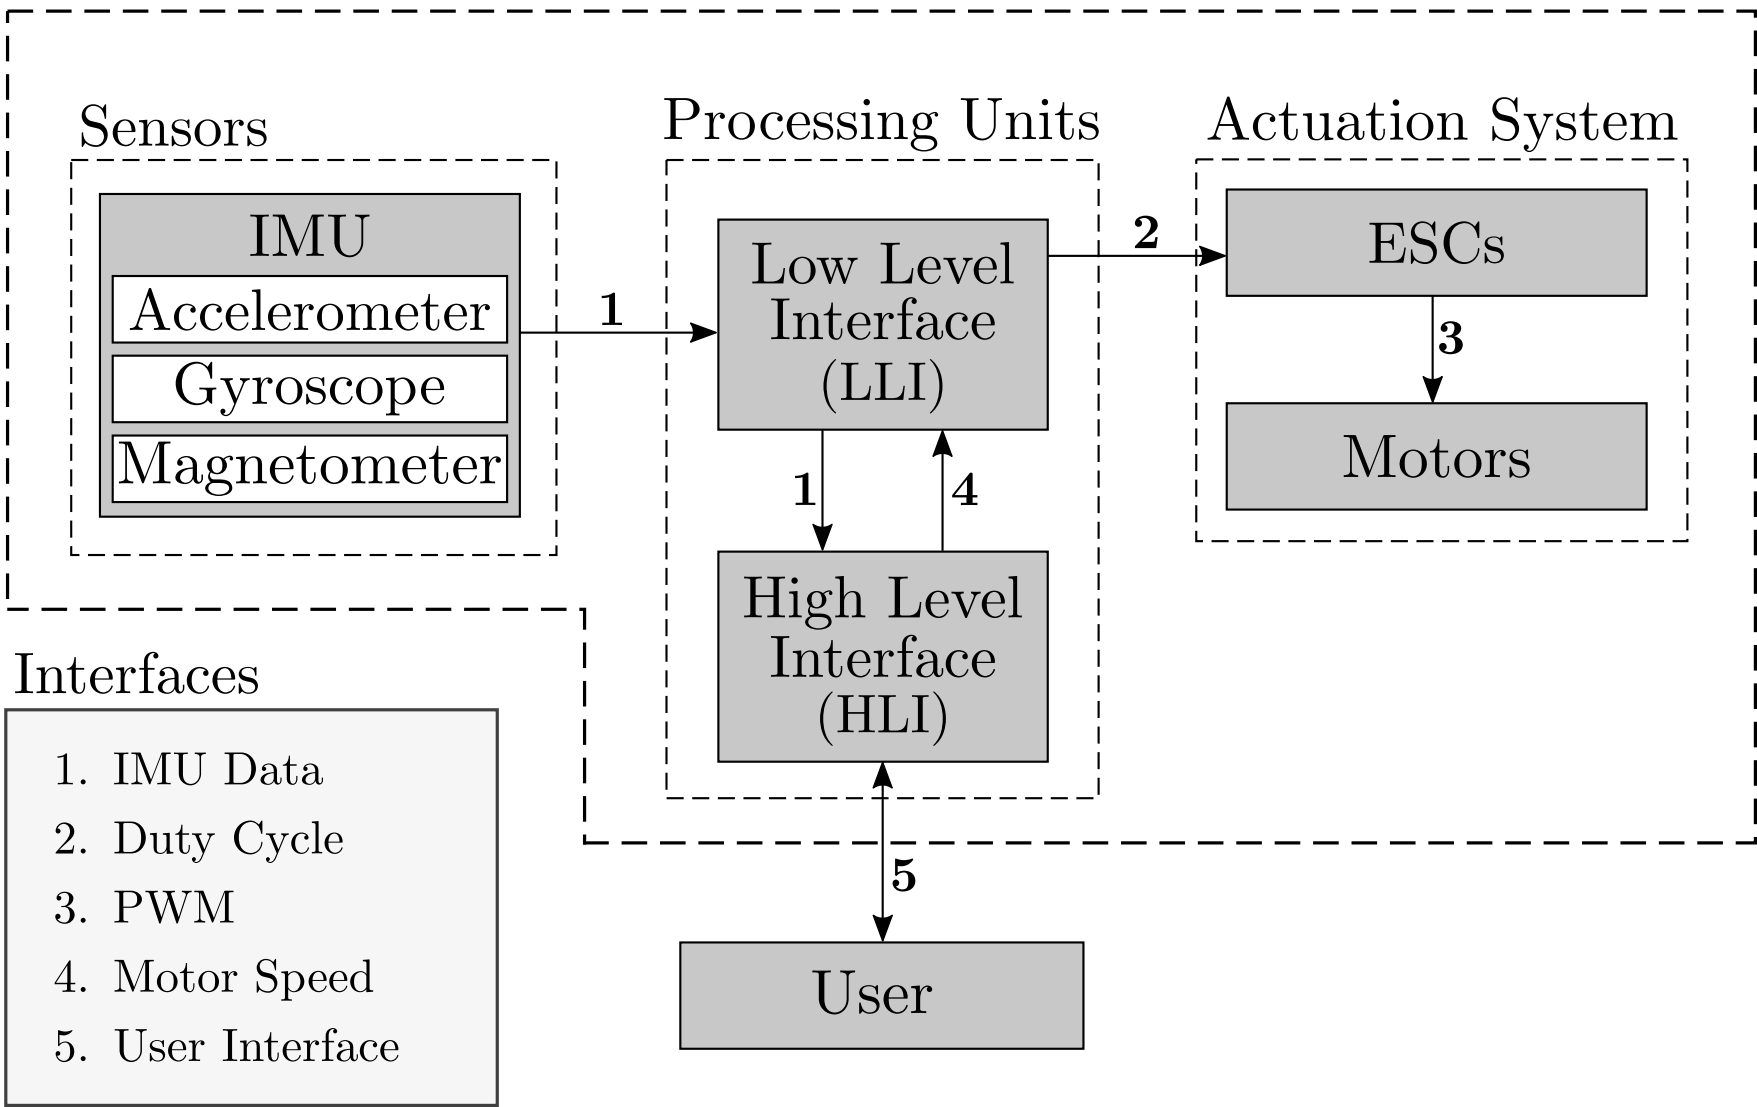 Sensors
IMU
Accelerometer
Gyroscope
Magnetometer
1
Processing Units
Low Level
Interface
(LLI)
1
4
High Level
Interface
(HLI)
2
Actuation System
ESCs
3
Motors
5
User
Interfaces
1. IMU Data
2. Duty Cycle
3. PWM
4. Motor Speed
5. User Interface